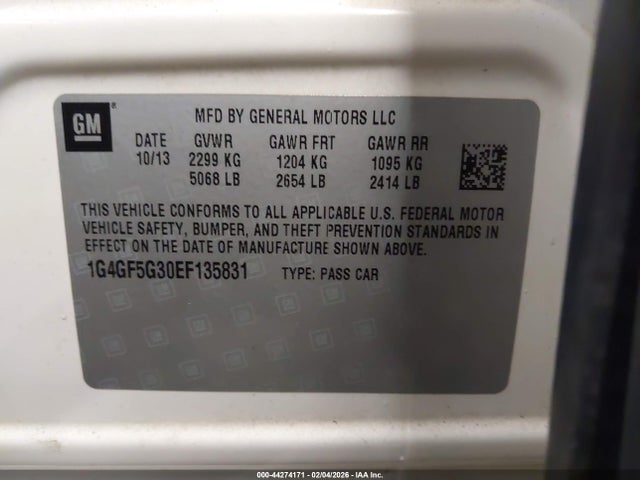 GM®
MFD BY GENERAL MOTORS LLC
DATE GVWR GAWR FRT GAWR RR
10/13 2299 KG 1204 KG 1095 KG
5068 LB 2654 LB 2414 LB
THIS VEHICLE CONFORMS TO ALL APPLICABLE U.S. FEDERAL MOTOR
VEHICLE SAFETY, BUMPER, AND THEFT PREVENTION STANDARDS IN
EFFECT ON THE DATE OF MANUFACTURE SHOWN ABOVE.
1G4GF5G30EF135831 TYPE: PASS CAR
000-44274171 - 02/04/2026 - IAA Inc.